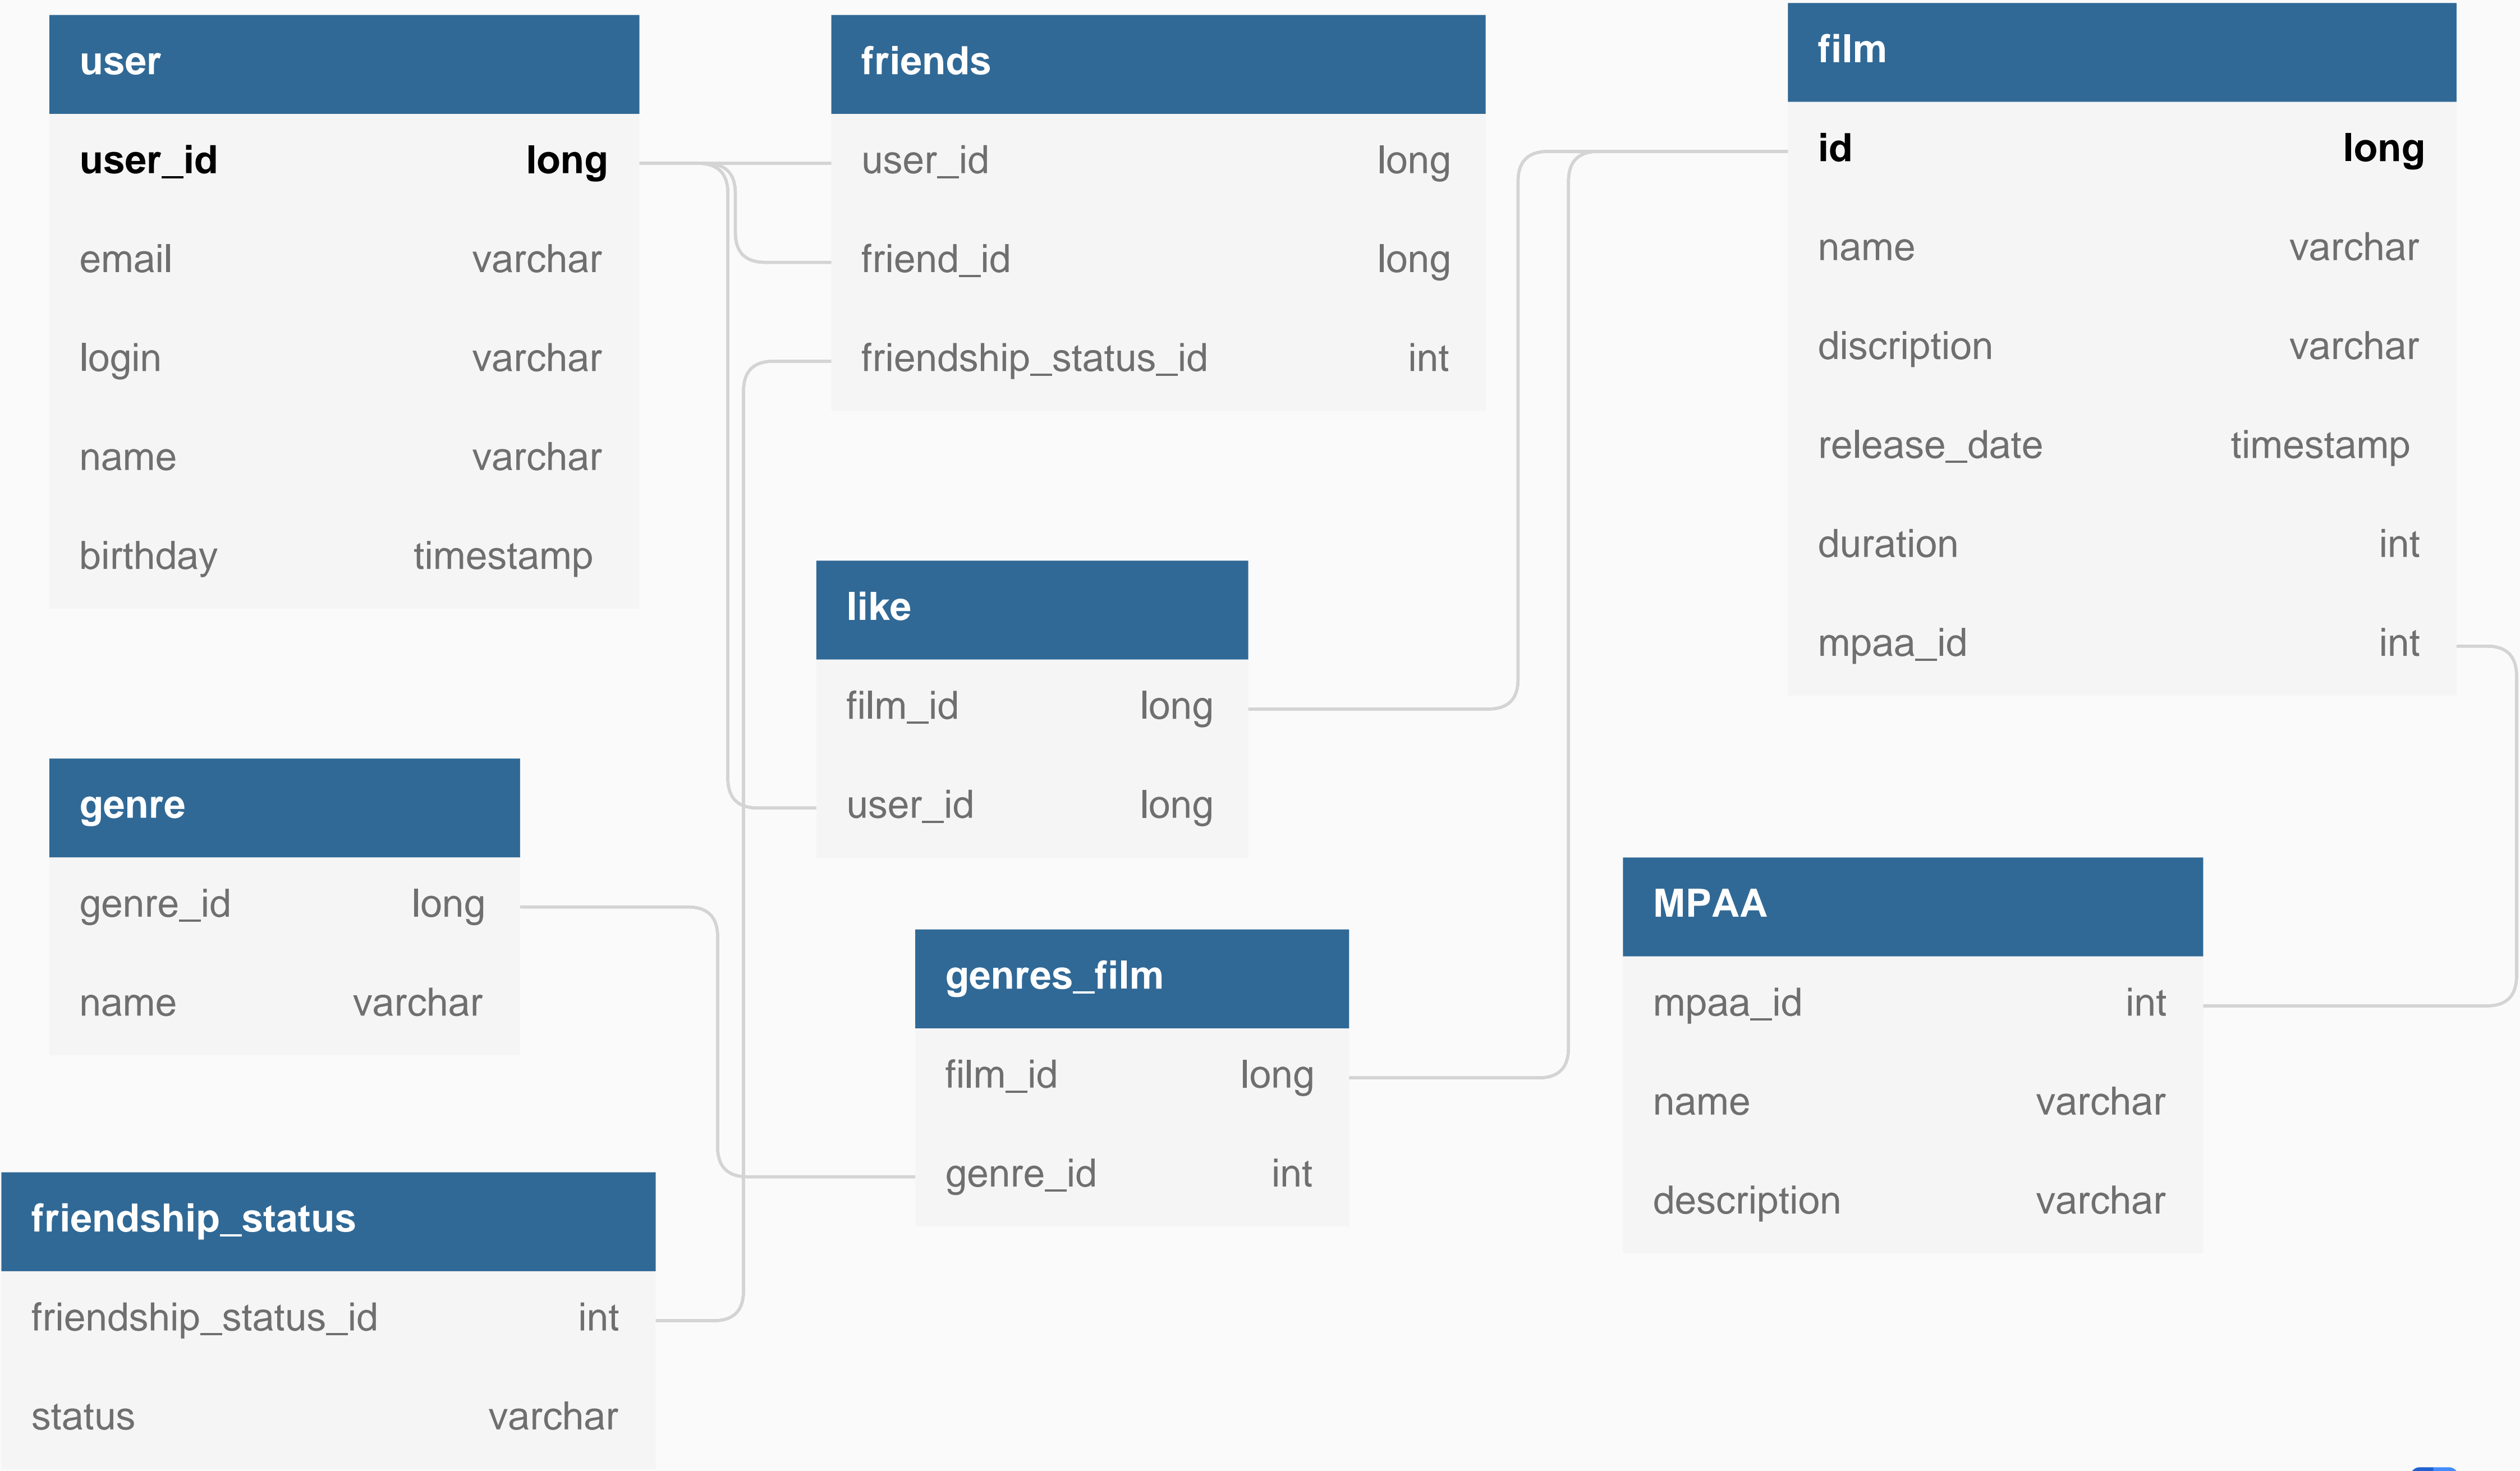 user
user_id long
email varchar
login varchar
name varchar
birthday timestamp
friends
user_id long
friend_id long
friendship_status_id int
film
id long
name varchar
discription varchar
release_date timestamp
duration int
mpaa_id int
like
film_id long
user_id long
genre
genre_id long
name varchar
genres_film
film_id long
genre_id int
MPAA
mpaa_id int
name varchar
description varchar
friendship_status
friendship_status_id int
status varchar